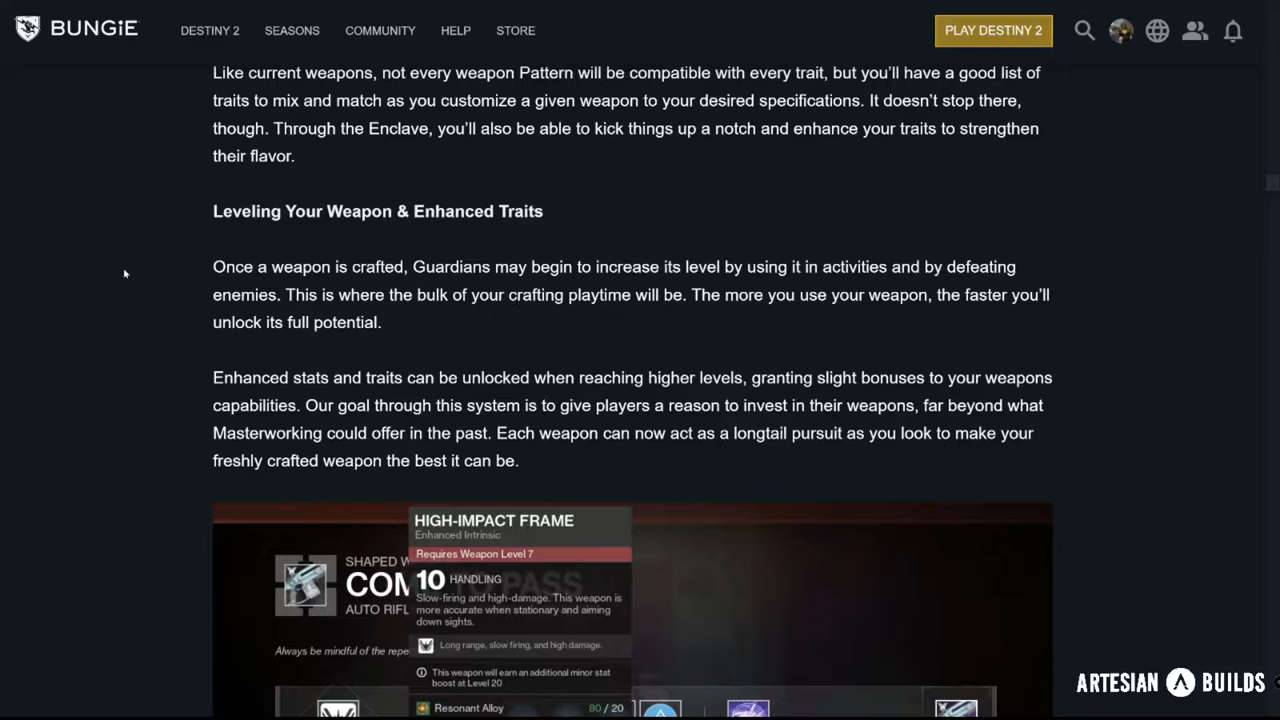 BUNGiE
DESTINY 2
SEASONS
COMMUNITY
HELP
STORE
PLAY DESTINY 2
Like current weapons, not every weapon Pattern will be compatible with every trait, but you’ll have a good list of
traits to mix and match as you customize a given weapon to your desired specifications. It doesn’t stop there,
though. Through the Enclave, you’ll also be able to kick things up a notch and enhance your traits to strengthen
their flavor.
Leveling Your Weapon & Enhanced Traits
Once a weapon is crafted, Guardians may begin to increase its level by using it in activities and by defeating
enemies. This is where the bulk of your crafting playtime will be. The more you use your weapon, the faster you’ll
unlock its full potential.
Enhanced stats and traits can be unlocked when reaching higher levels, granting slight bonuses to your weapons
capabilities. Our goal through this system is to give players a reason to invest in their weapons, far beyond what
Masterworking could offer in the past. Each weapon can now act as a longtail pursuit as you look to make your
freshly crafted weapon the best it can be.
SHAPED W
COM
PASS
AUTO RIFL
Always be mindful of the repe
HIGH-IMPACT FRAME
Enhanced Intrinsic
Requires Weapon Level 7
10 HANDLING
Slow-firing and high-damage. This weapon is
more accurate when stationary and aiming
down sights.
Long range, slow firing, and high damage.
This weapon will earn an additional minor stat
boost at Level 20
Resonant Alloy 80 / 20
ARTESIAN BUILDS